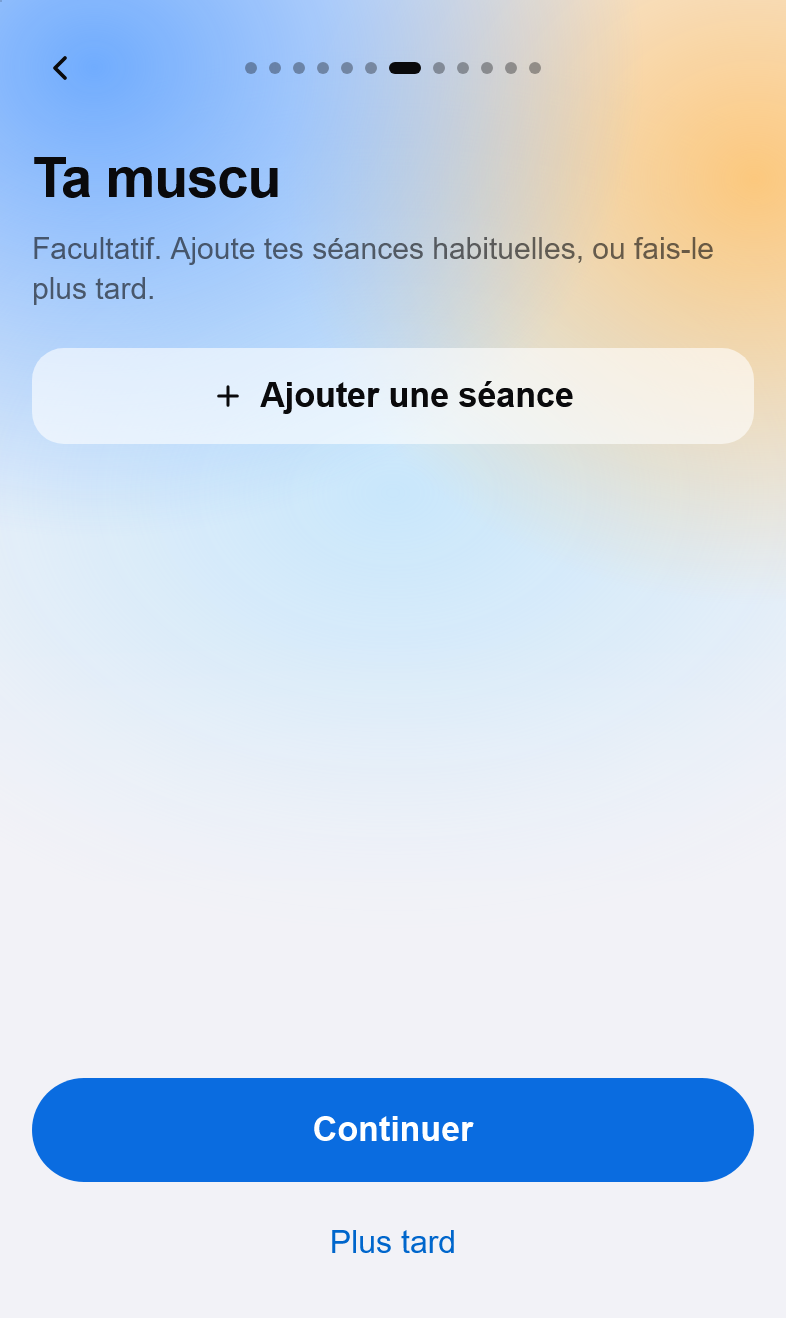 Ta muscu
Facultatif. Ajoute tes séances habituelles, ou fais-le
plus tard.
+ Ajouter une séance
Continuer
Plus tard